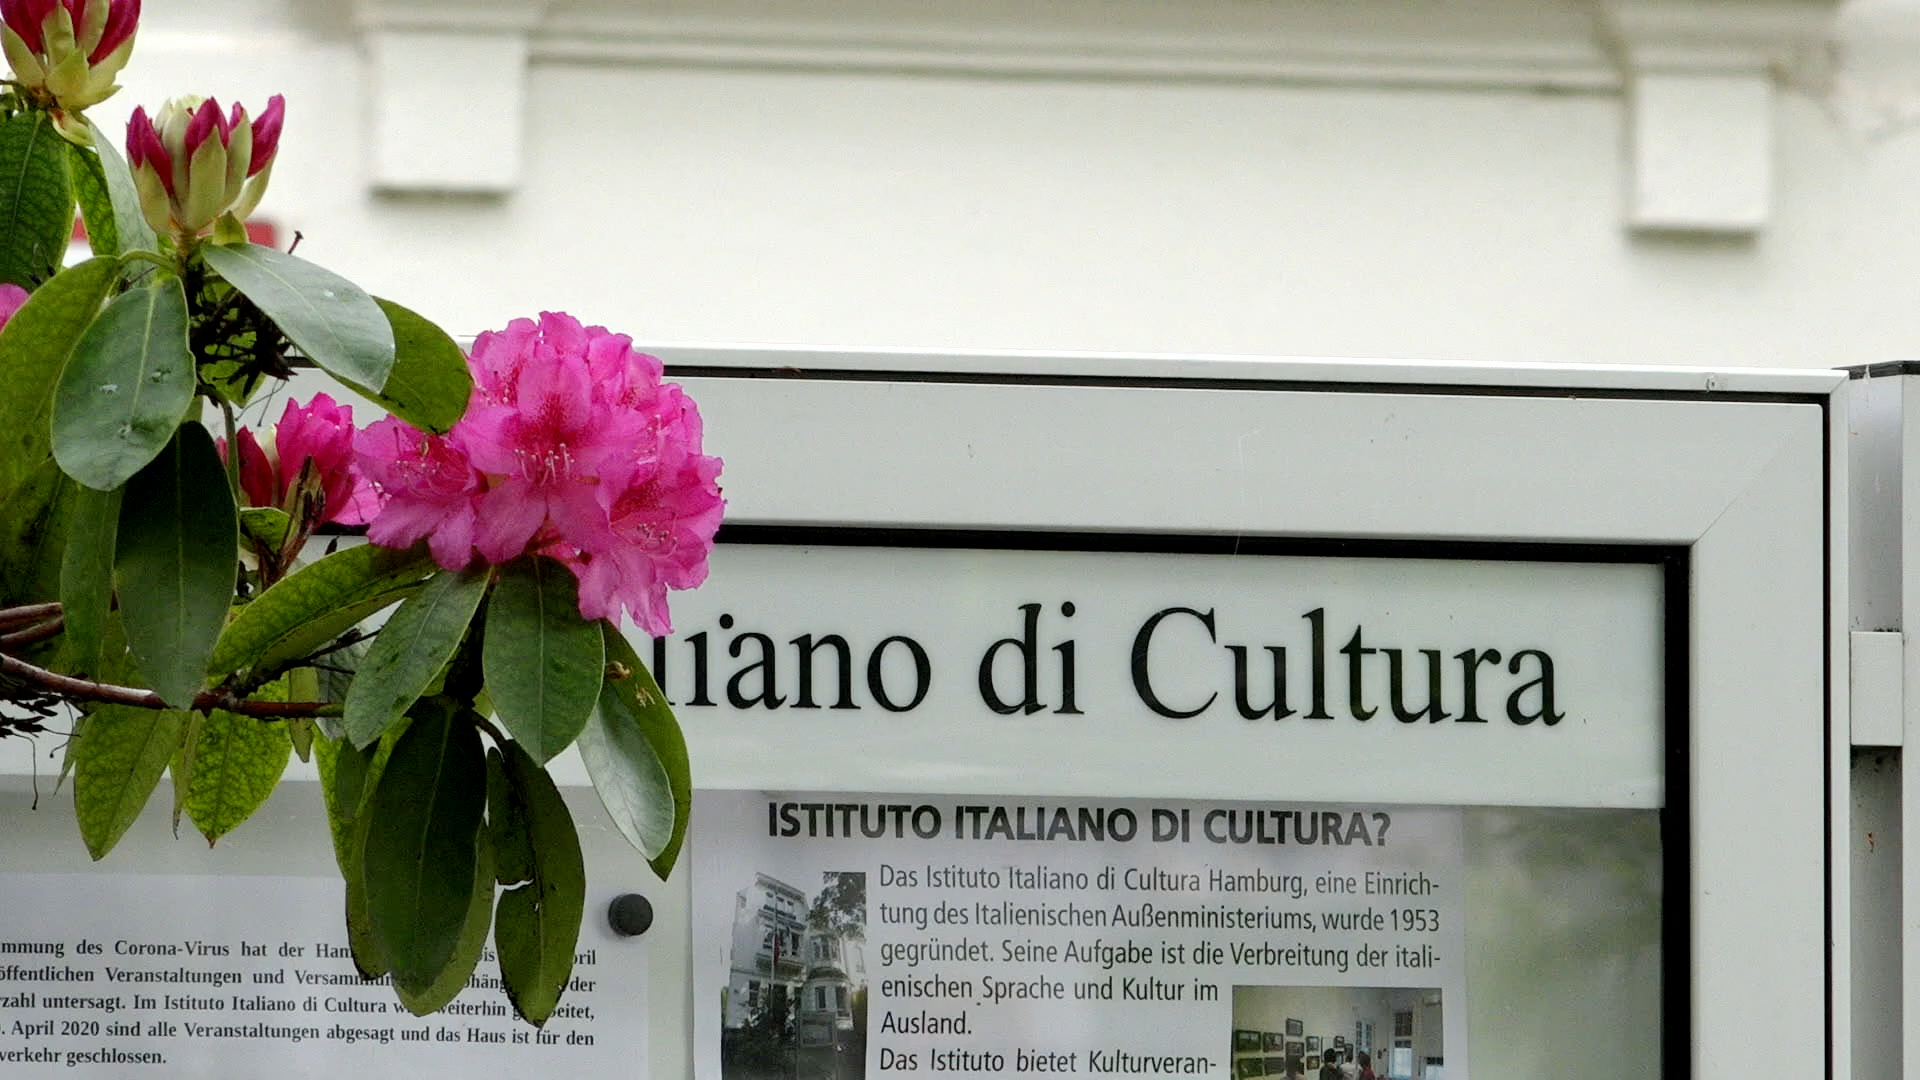 liano di Cultura
ISTITUTO ITALIANO DI CULTURA?
Das Istituto Italiano di Cultura Hamburg, eine Einrich-
tung des Italienischen Außenministeriums, wurde 1953
gegründet. Seine Aufgabe ist die Verbreitung der itali-
enischen Sprache und Kultur im
Ausland.
Das Istituto bietet Kulturveran-
mmung des Corona-Virus hat der Ham
öffentlichen Veranstaltungen und der
zahl untersagt. Im Istituto Italiano di Cultura weiterhin
. April 2020 sind alle Veranstaltungen abgesagt und das Haus ist für den
verkehr geschlossen.